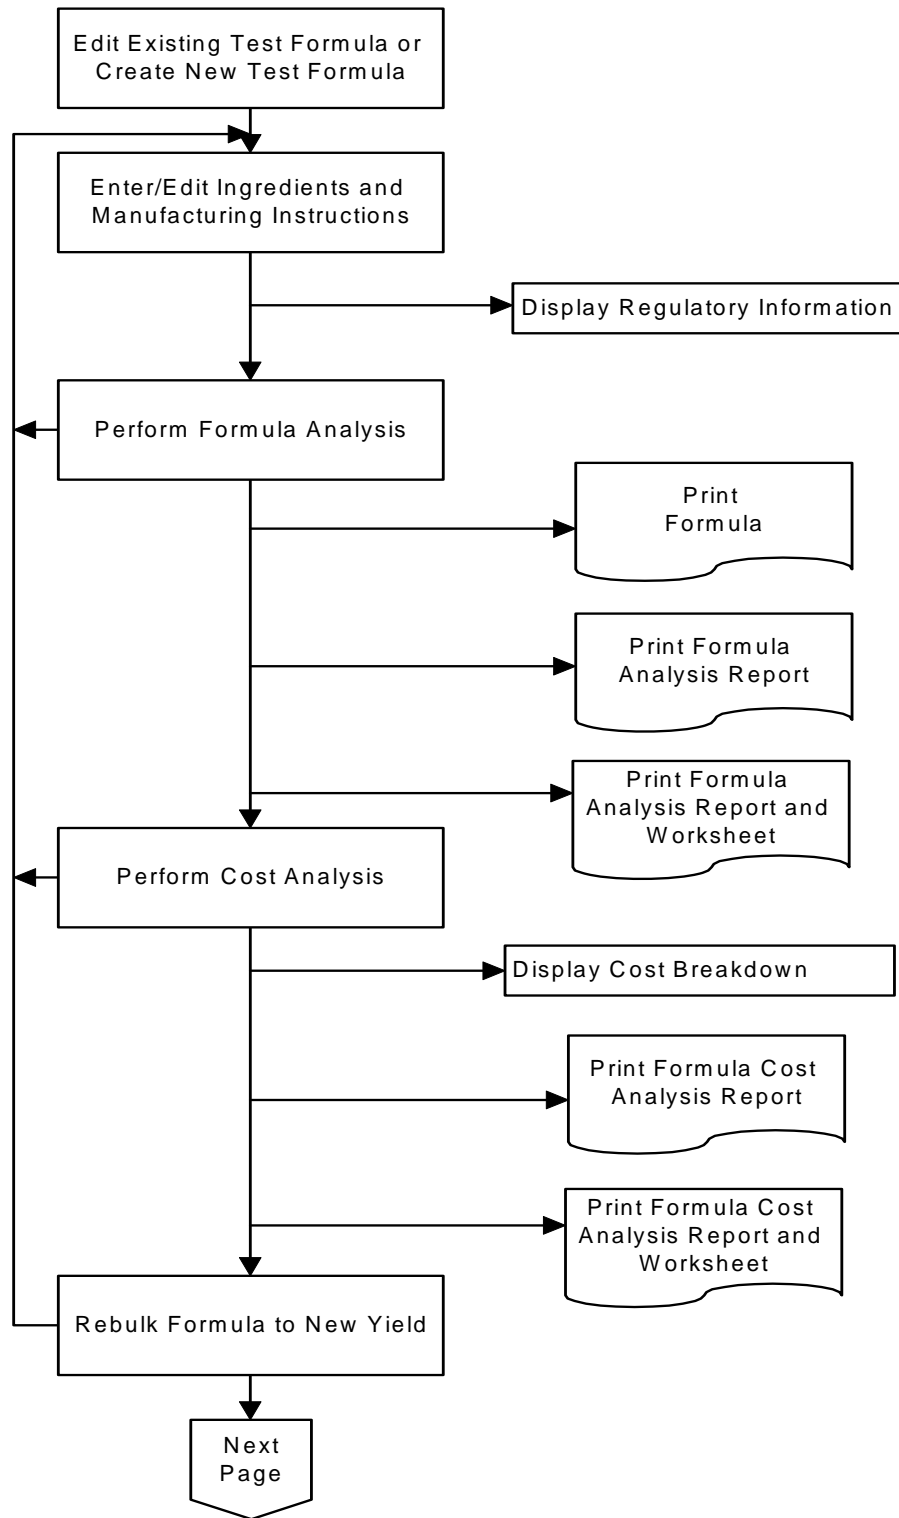 Edit Existing Test Formula or
Create New Test Formula
Enter/Edit Ingredients and
Manufacturing Instructions
Display Regulatory Information
Perform Formula Analysis
Print
Formula
Print Formula
Analysis Report
Print Formula
Analysis Report and
Worksheet
Perform Cost Analysis
Display Cost Breakdown
Print Formula Cost
Analysis Report
Print Formula Cost
Analysis Report and
Worksheet
Rebulk Formula to New Yield
Next
Page